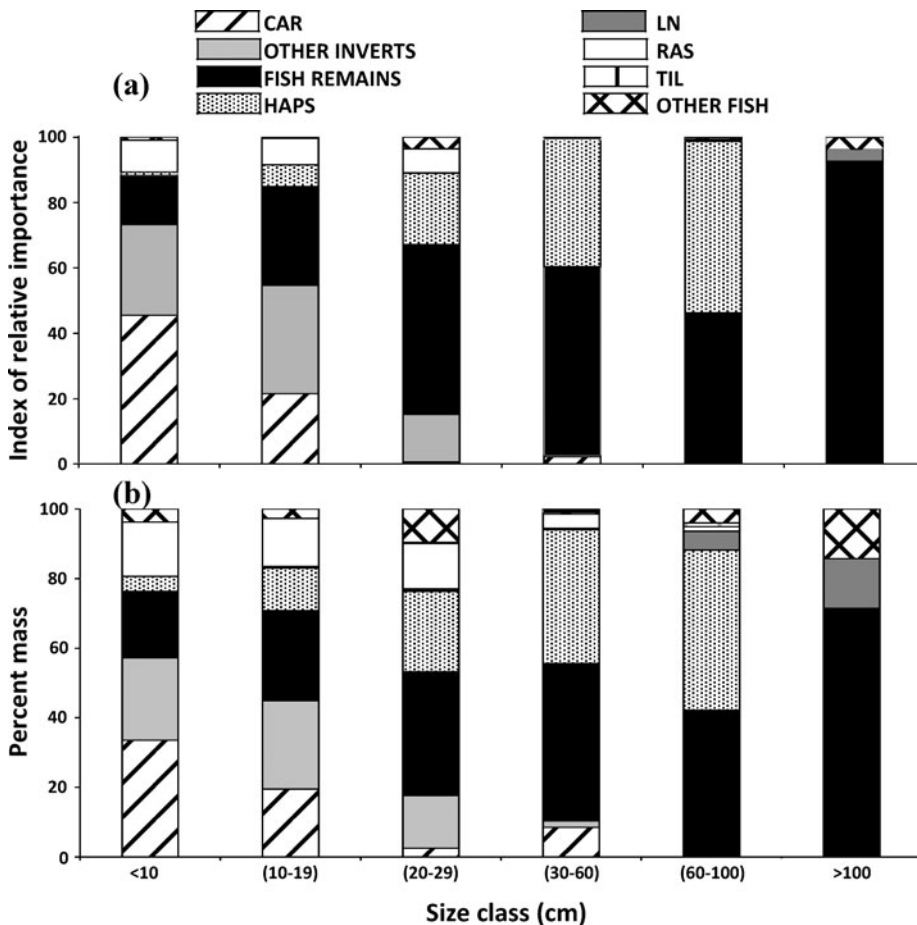 CAR
OTHER INVERTS
FISH REMAINS
HAPS
LN
RAS
TIL
OTHER FISH
(a)
Index of relative importance
100
80
60
40
20
0
(b)
Percent mass
100
80
60
40
20
0
<10 (10-19) (20-29) (30-60) (60-100) >100
Size class (cm)